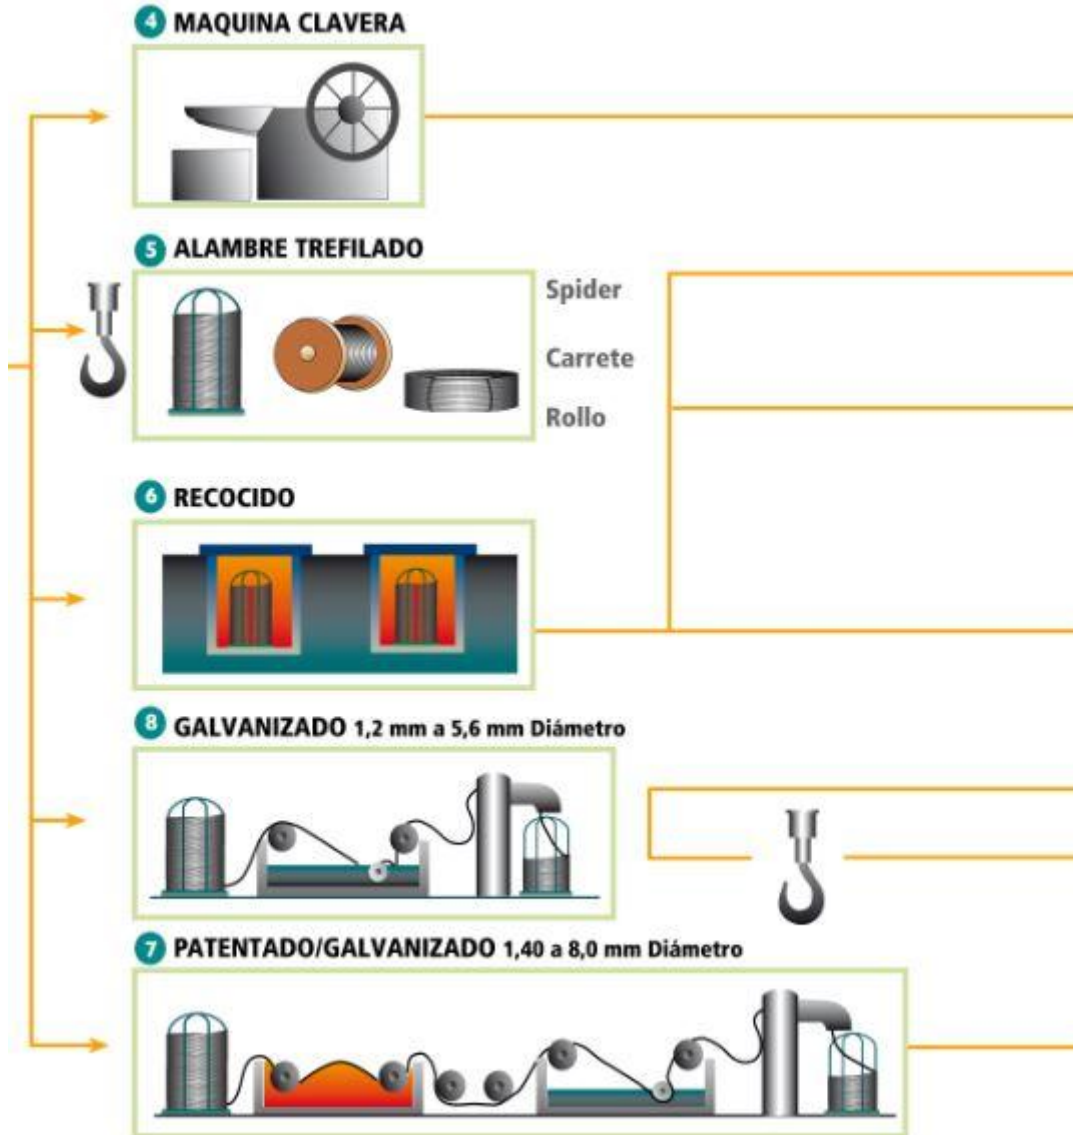 4 MAQUINA CLAVERA
5 ALAMBRE TREFILADO
Spider
Carrete
Rollo
6 RECOCIDO
8 GALVANIZADO 1,2 mm a 5,6 mm Diámetro
7 PATENTADO/GALVANIZADO 1,40 a 8,0 mm Diámetro